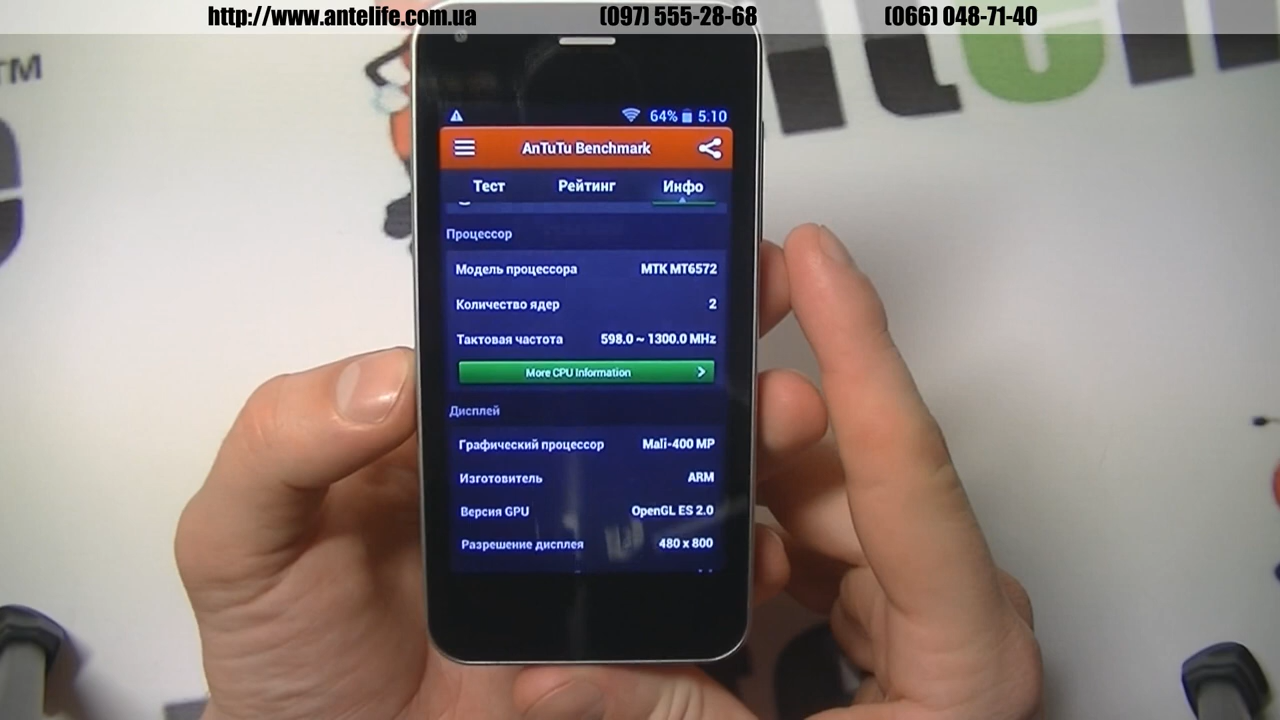 http://www.antelife.com.ua (097) 555-28-68 (066) 048-71-40
TM
64% 5:10
AnTuTu Benchmark
Тест Рейтинг Инфо
Процессор
Модель процессора MTK MT6572
Количество ядер 2
Тактовая частота 598.0 ~ 1300.0 MHz
More CPU Information
Дисплей
Графический процессор Mali-400 MP
Изготовитель ARM
Версия GPU OpenGL ES 2.0
Разрешение дисплея 480 x 800